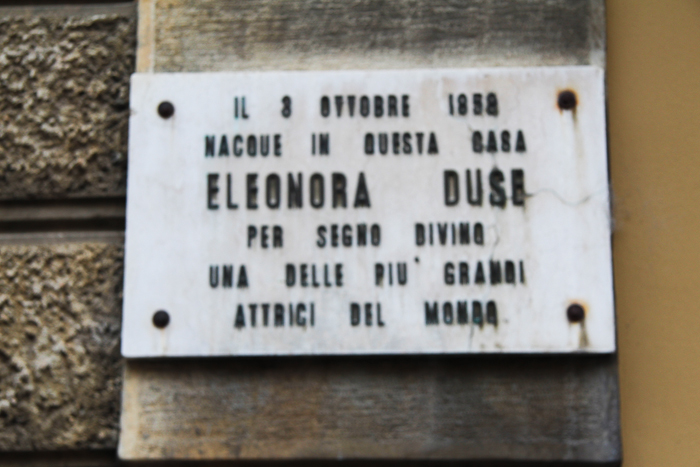 IL 3 OTTOBRE 1858
NACQUE IN QUESTA CASA
ELEONORA DUSE
PER SEGNO DIVINO
UNA DELLE PIU' GRANDI
ATTRICI DEL MONDO